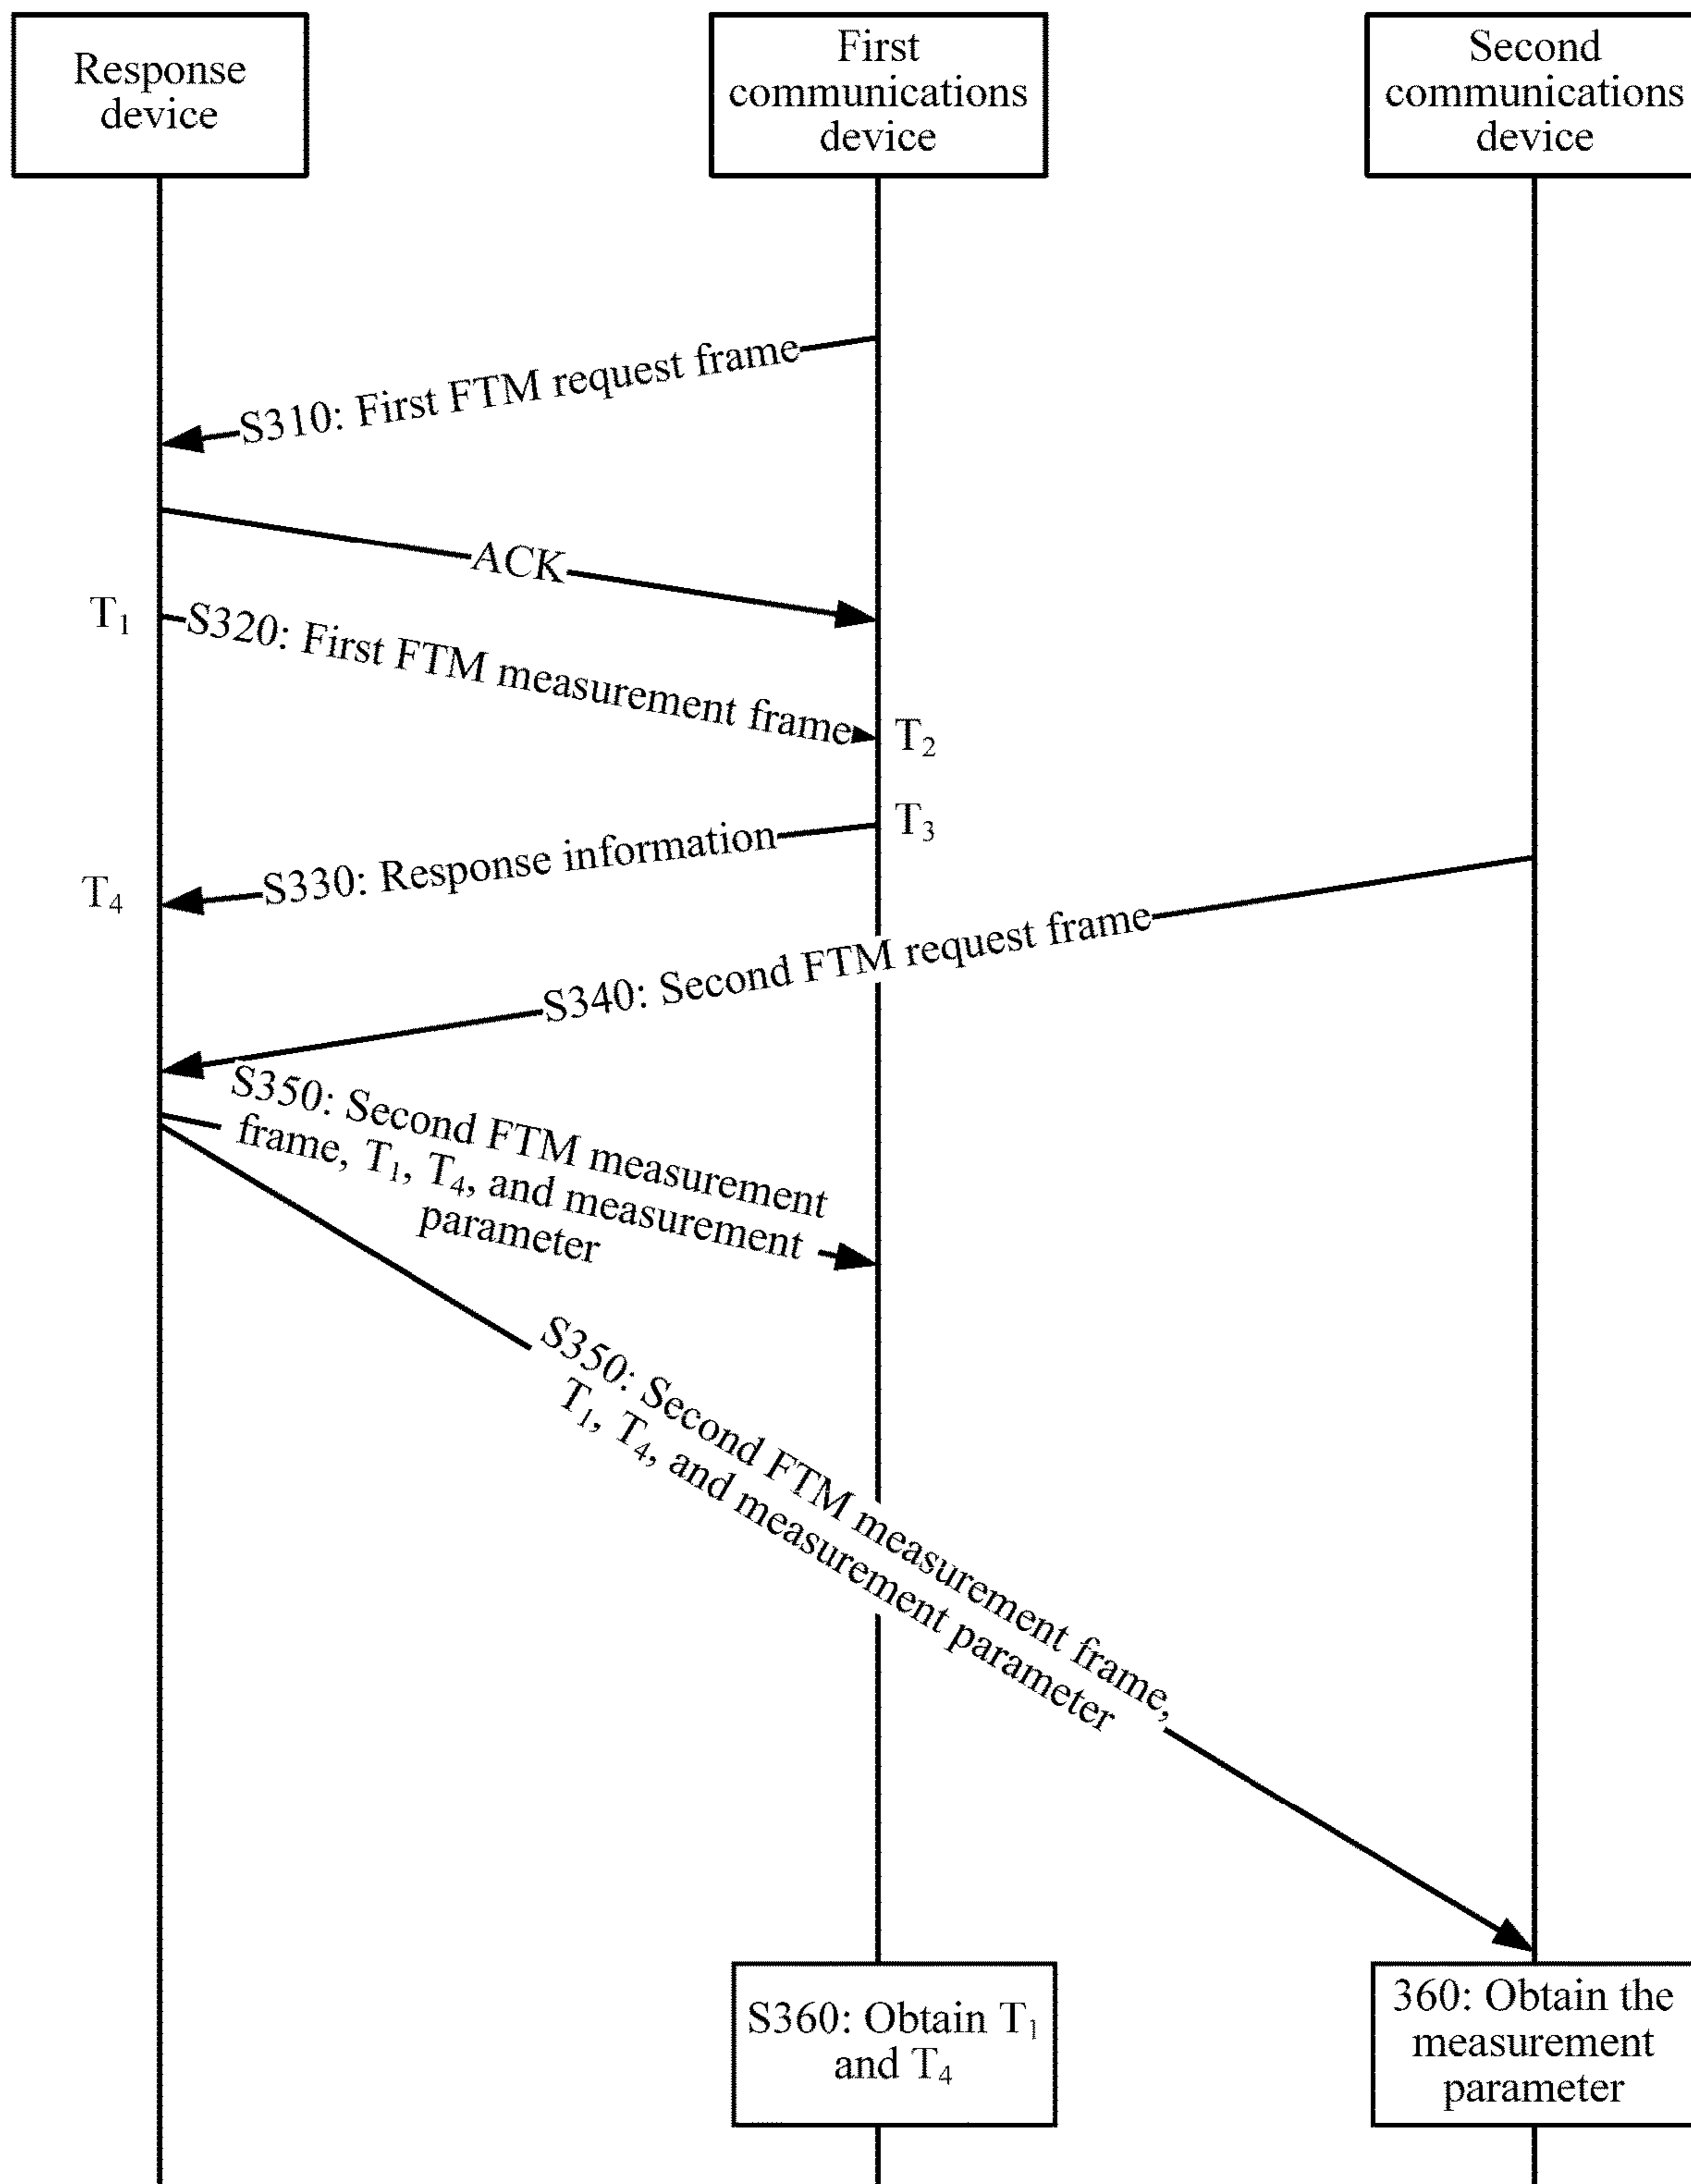 Response
device
First
communications
device
Second
communications
device
S310: First FTM request frame
ACK
T₁
S320: First FTM measurement frame
T₂
T₃
S330: Response information
T₄
S340: Second FTM request frame
S350: Second FTM measurement
frame, T₁, T₄, and measurement
parameter
S350: Second FTM measurement frame,
T₁, T₄, and measurement parameter
S360: Obtain T₁
and T₄
360: Obtain the
measurement
parameter